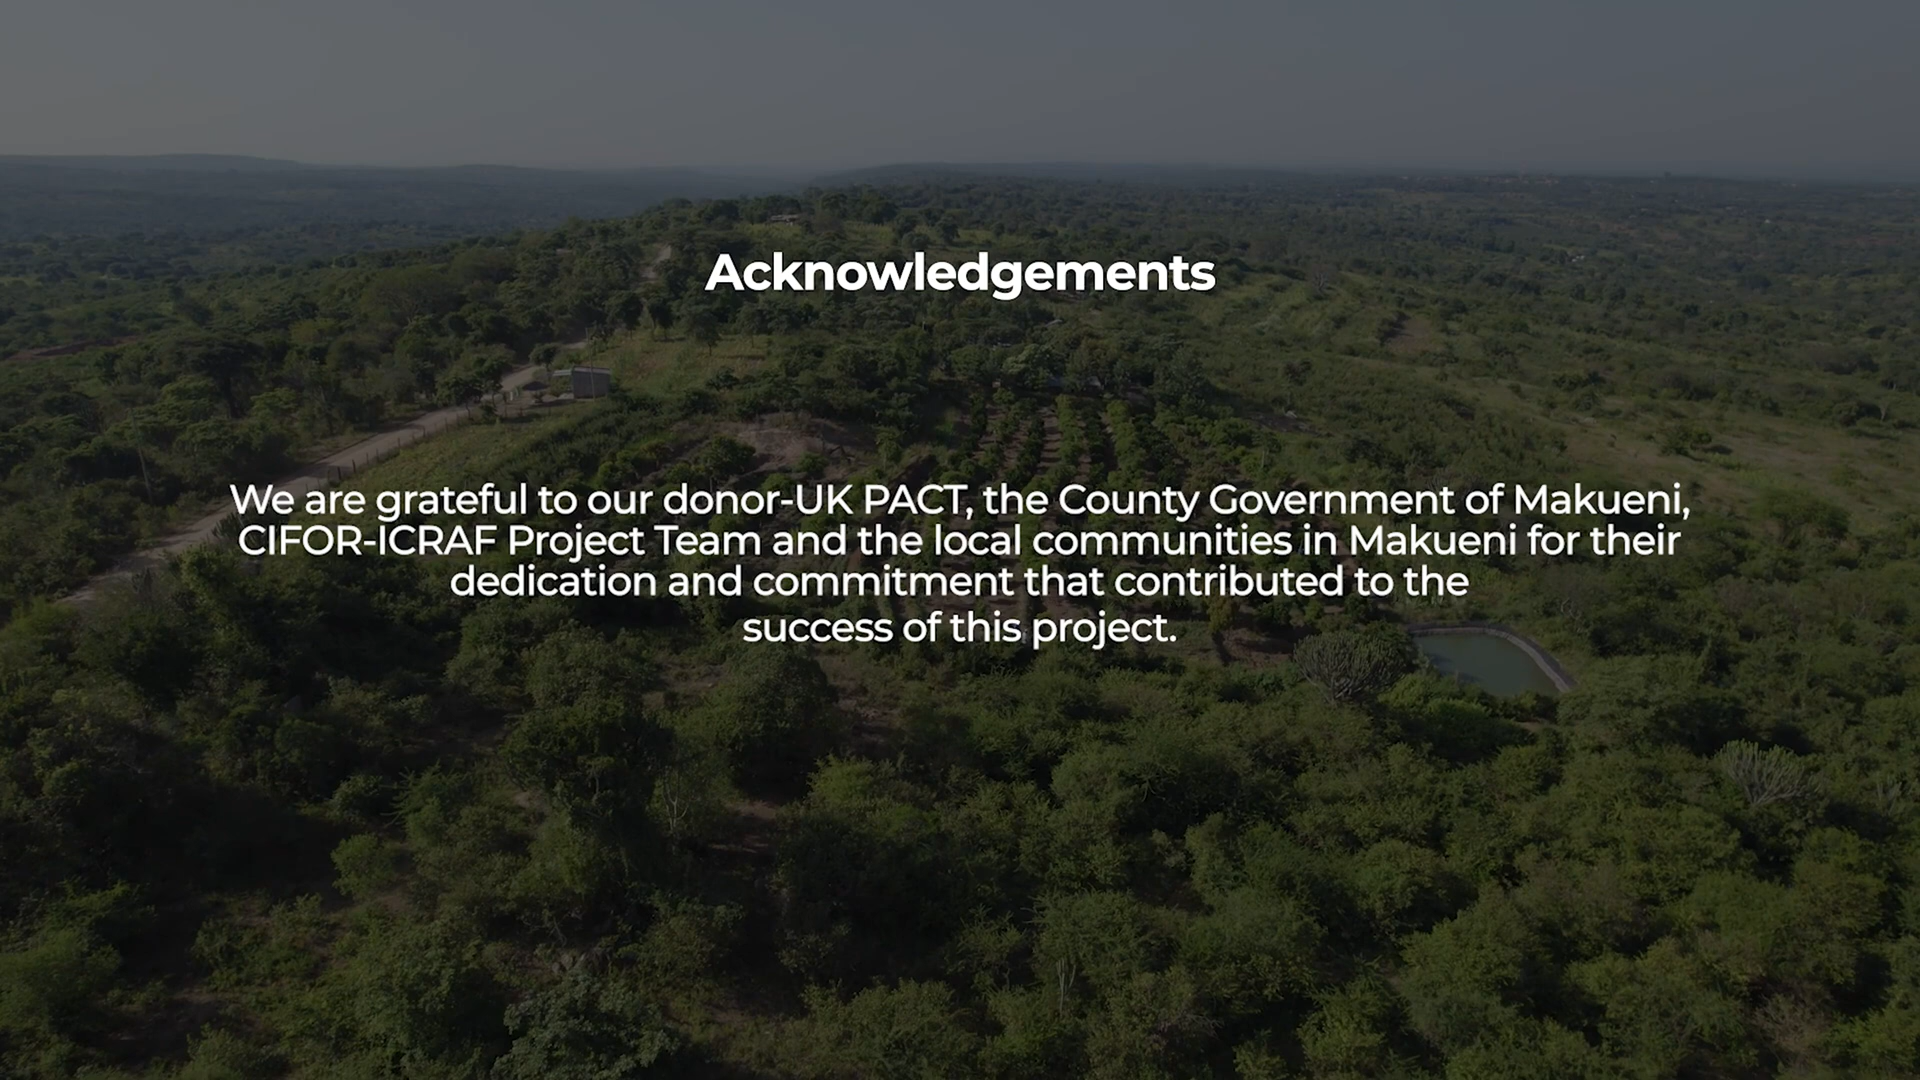 Acknowledgements
We are grateful to our donor-UK PACT, the County Government of Makueni,
CIFOR-ICRAF Project Team and the local communities in Makueni for their
dedication and commitment that contributed to the
success of this project.